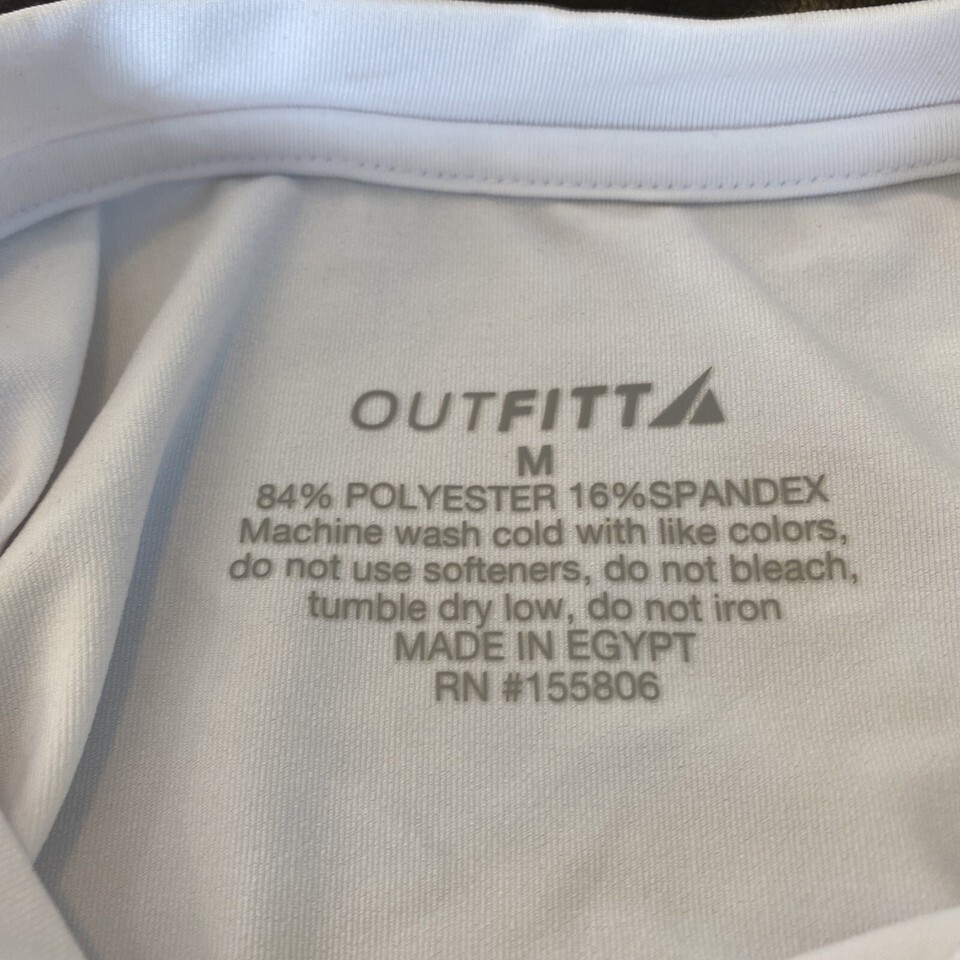 OUTFITT
M
84% POLYESTER 16%SPANDEX
Machine wash cold with like colors,
do not use softeners, do not bleach,
tumble dry low, do not iron
MADE IN EGYPT
RN #155806